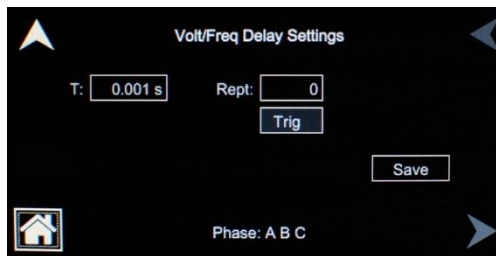 Volt/Freq Delay Settings
T: 0.001 s Rept: 0
Trig
Save
Phase: A B C